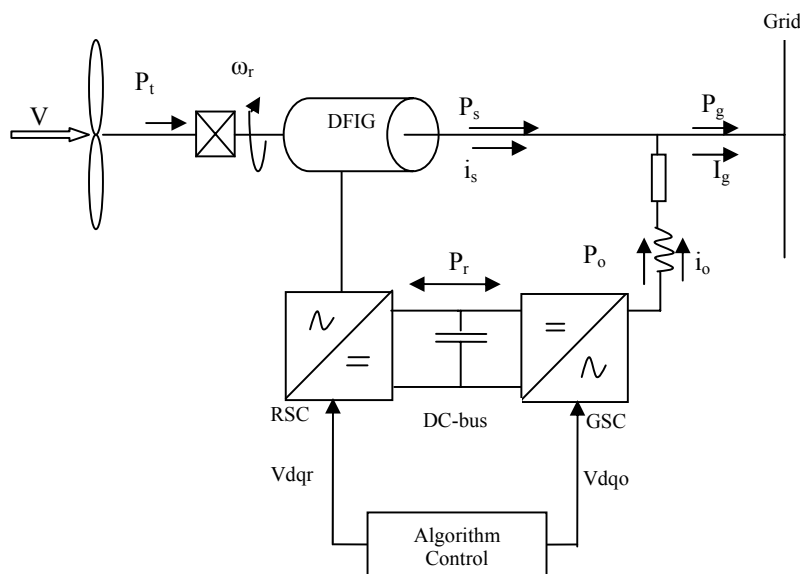 Grid
V
P_t
ω_r
DFIG
P_s
i_s
P_g
I_g
P_r
P_o
i_o
RSC
DC-bus
GSC
Vdqr
Vdqo
Algorithm
Control